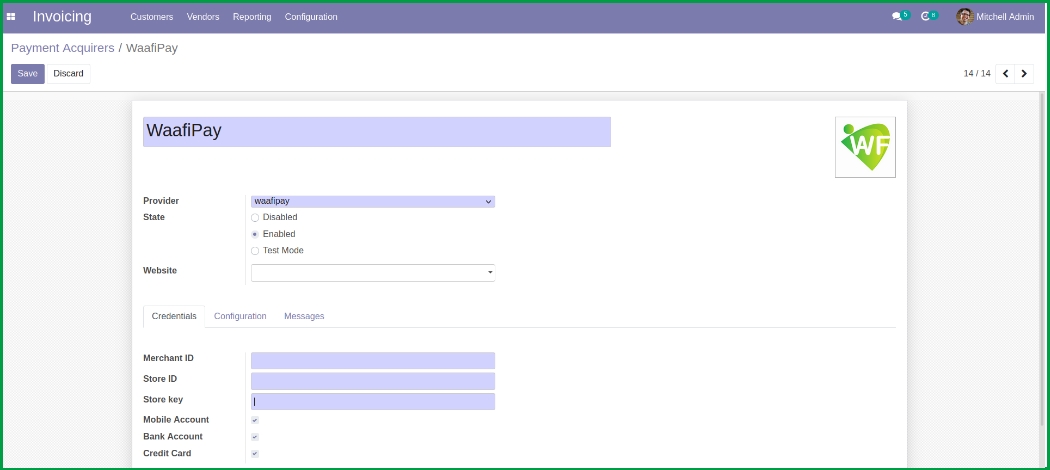 Invoicing Customers Vendors Reporting Configuration 5 6 Mitchell Admin
Payment Acquirers / WaafiPay
Save Discard 14 / 14
WaafiPay
WF
Provider waafipay
State Disabled
Enabled
Test Mode
Website
Credentials Configuration Messages
Merchant ID
Store ID
Store key
Mobile Account
Bank Account
Credit Card